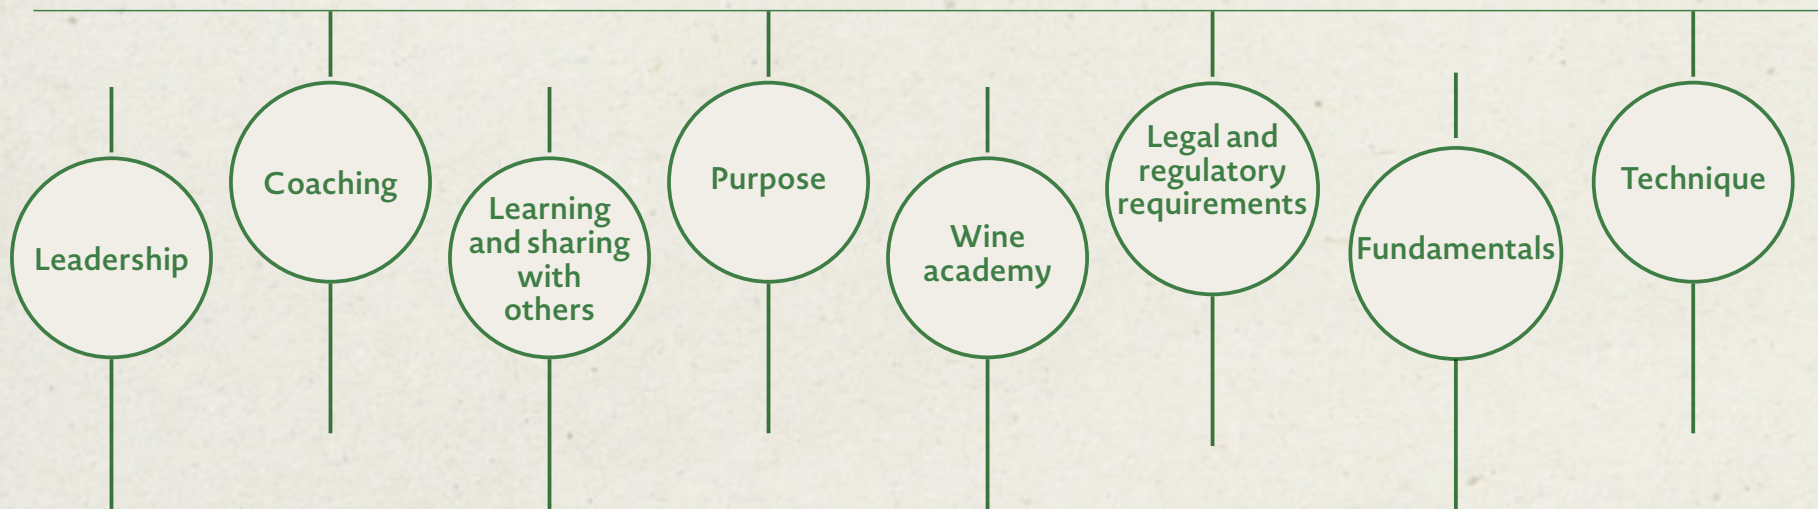 Leadership
Coaching
Learning
and sharing
with
others
Purpose
Wine
academy
Legal and
regulatory
requirements
Fundamentals
Technique